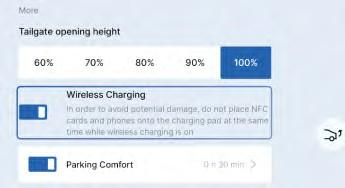 More
Tailgate opening height
60% 70% 80% 90% 100%
Wireless Charging
In order to avoid potential damage, do not place NFC
cards and phones onto the charging pad at the same
time while wireless charging is on
Parking Comfort 0 h 30 min >